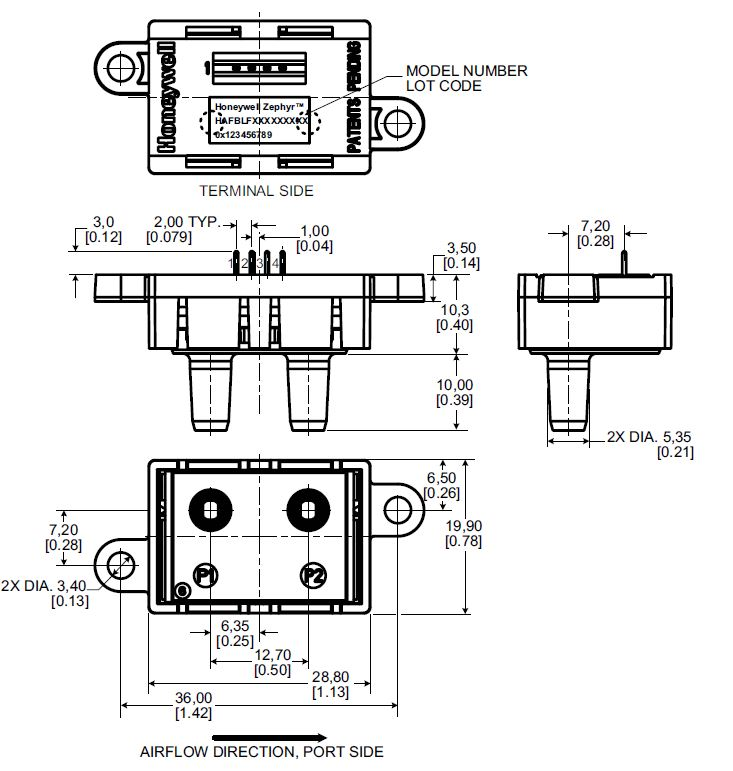 Honeywell
1
PATENTS PENDING
MODEL NUMBER
LOT CODE
Honeywell Zephyr™
HAFBLFXXXXXXXXX
0x123456789
TERMINAL SIDE
3,0
[0.12]
2,00 TYP.
[0.079]
1,00
[0.04]
1 2 3 4
3,50
[0.14]
10,3
[0.40]
10,00
[0.39]
7,20
[0.28]
2X DIA. 5,35
[0.21]
6,50
[0.26]
19,90
[0.78]
7,20
[0.28]
2X DIA. 3,40
[0.13]
P1
P2
6
6,35
[0.25]
12,70
[0.50]
28,80
[1.13]
36,00
[1.42]
AIRFLOW DIRECTION, PORT SIDE